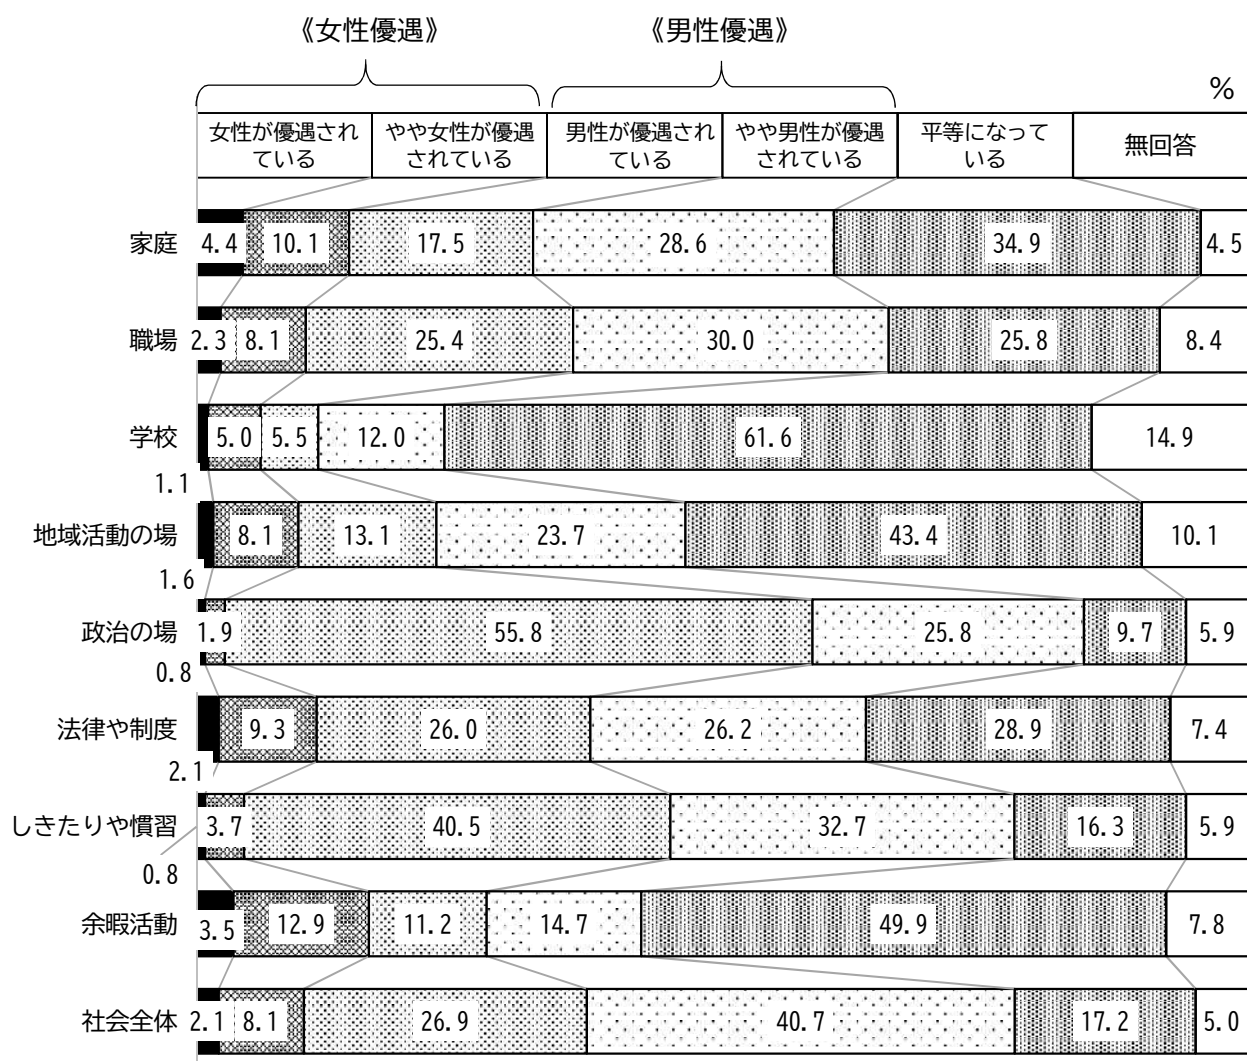 《女性優遇》 《男性優遇》
%
女性が優遇され やや女性が優遇 男性が優遇され やや男性が優遇 平等になって 無回答
ている されている ている されている いる
家庭 4.4 10.1 17.5 28.6 34.9 4.5
職場 2.3 8.1 25.4 30.0 25.8 8.4
学校 5.0 5.5 12.0 61.6 14.9
1.1
地域活動の場 8.1 13.1 23.7 43.4 10.1
1.6
政治の場 1.9 55.8 25.8 9.7 5.9
0.8
法律や制度 9.3 26.0 26.2 28.9 7.4
2.1
しきたりや慣習 3.7 40.5 32.7 16.3 5.9
0.8
余暇活動 3.5 12.9 11.2 14.7 49.9 7.8
社会全体 2.1 8.1 26.9 40.7 17.2 5.0